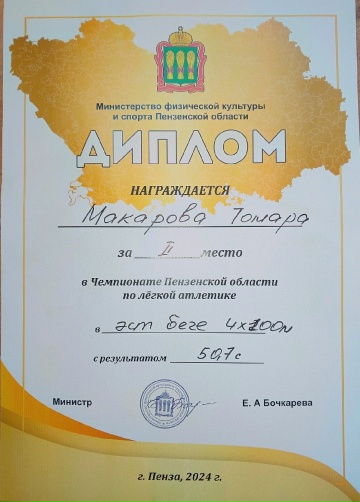 Министерство физической культуры
и спорта Пензенской области
ДИПЛОМ
НАГРАЖДАЕТСЯ
Макарова Томара
за II место
в Чемпионате Пензенской области
по лёгкой атлетике
в эст беге 4х100м
с результатом 50,7с
Министр Е. А Бочкарева
г. Пенза, 2024 г.